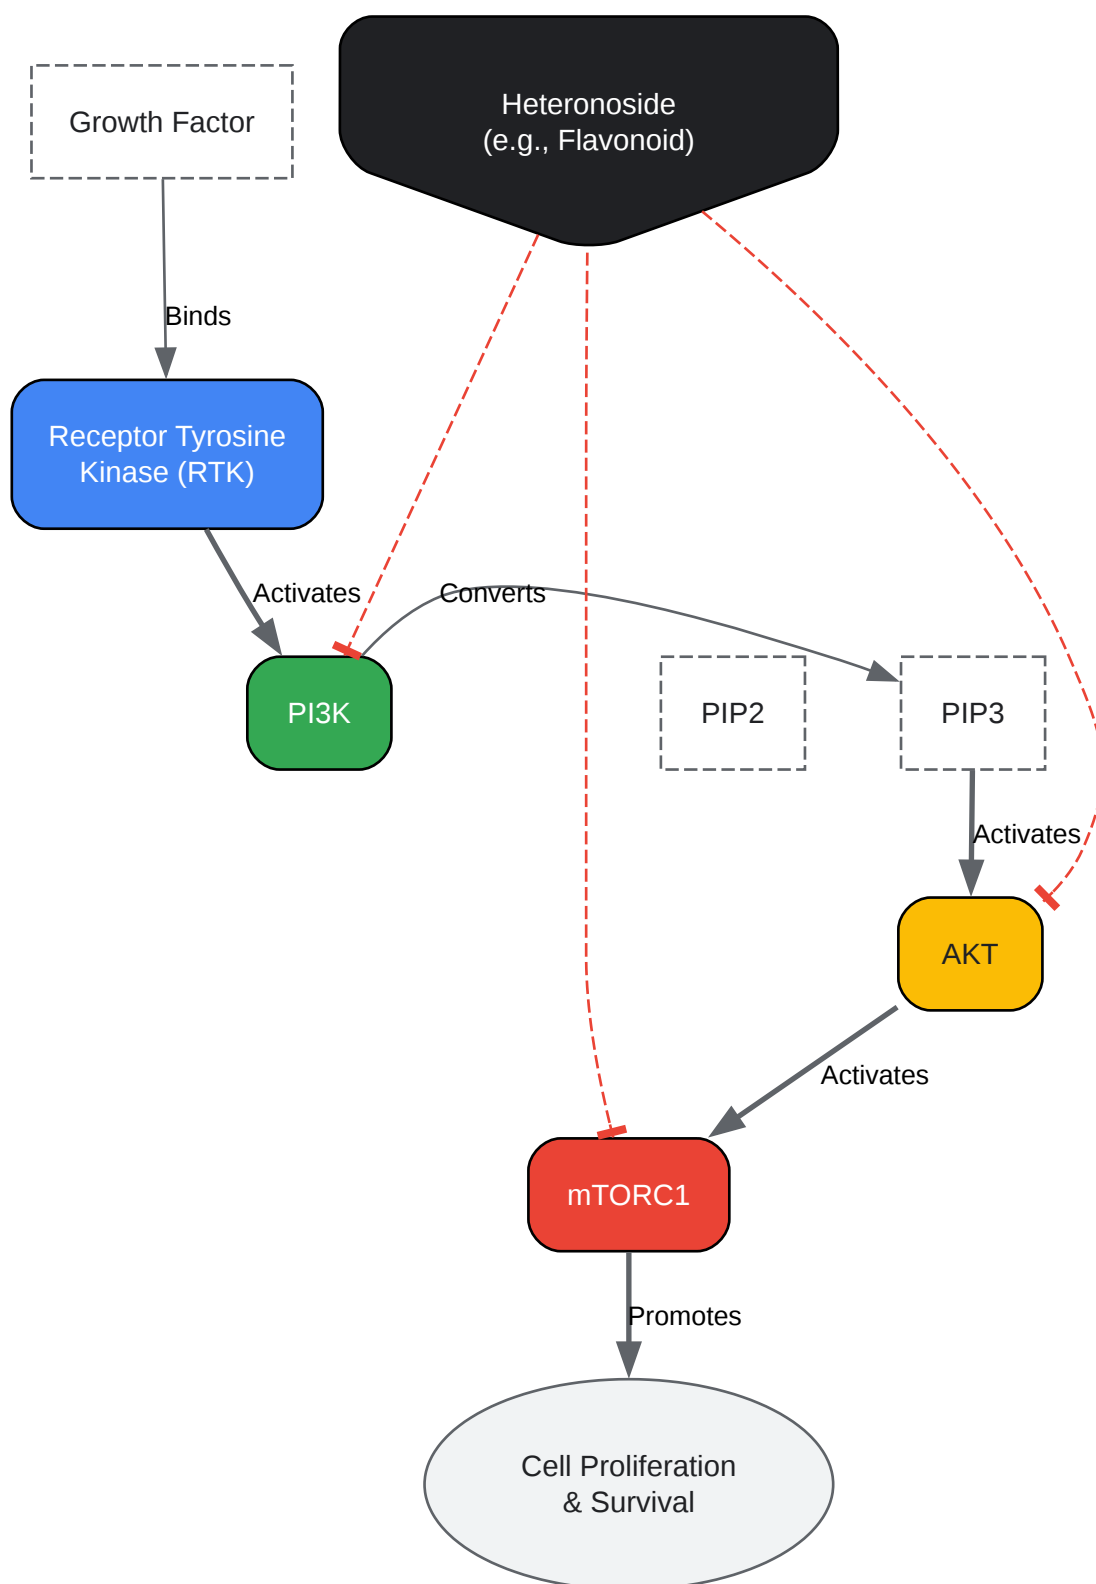 Growth Factor
Heteronoside
(e.g., Flavonoid)
Binds
Receptor Tyrosine
Kinase (RTK)
Activates
Converts
PI3K
PIP2
PIP3
Activates
AKT
Activates
mTORC1
Promotes
Cell Proliferation
& Survival